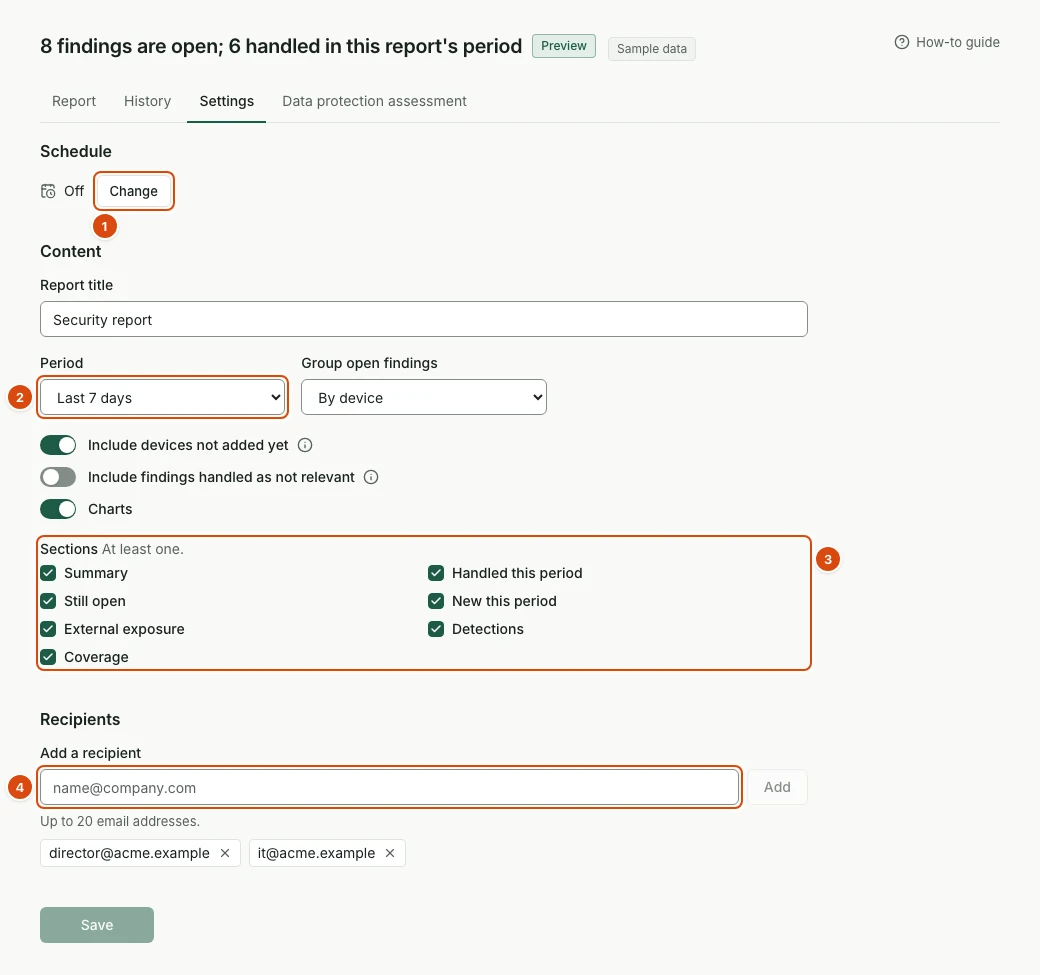 8 findings are open; 6 handled in this report's period Preview Sample data How-to guide
Report History Settings Data protection assessment
Schedule
Off Change
1
Content
Report title
Security report
Period Group open findings
2 Last 7 days By device
Include devices not added yet
Include findings handled as not relevant
Charts
Sections At least one. 3
Summary Handled this period
Still open New this period
External exposure Detections
Coverage
Recipients
Add a recipient
4 name@company.com Add
Up to 20 email addresses.
director@acme.example it@acme.example
Save